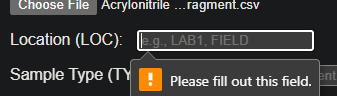 Choose File Acrylonitrile ...ragment.csv
Location (LOC): e.g., LAB1, FIELD
Please fill out this field.
Sample Type (TY